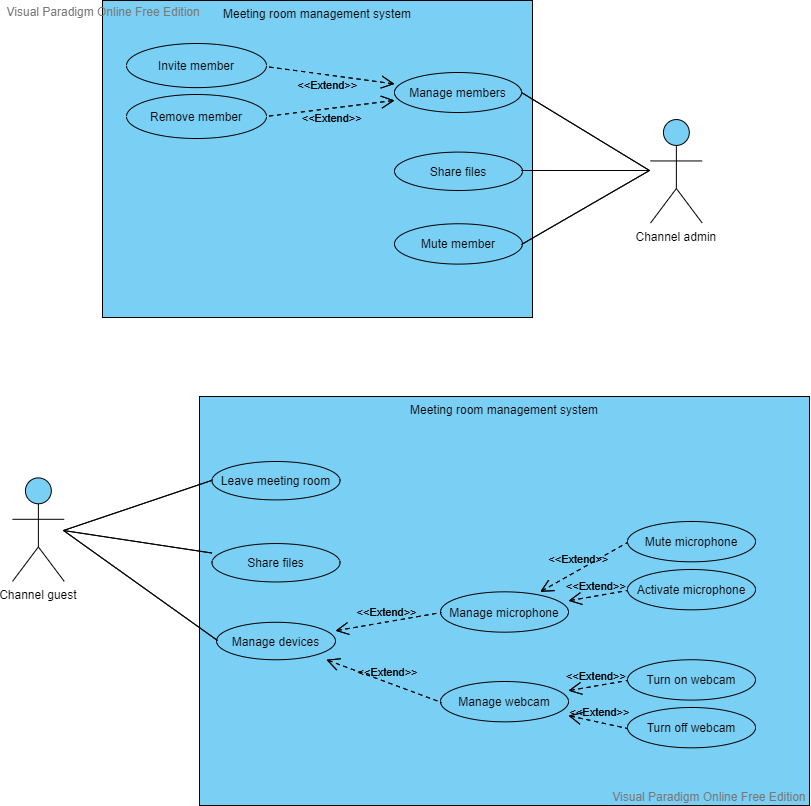 Visual Paradigm Online Free Edition
Meeting room management system
Invite member
<<Extend>>
Manage members
Remove member
<<Extend>>
Share files
Mute member
Channel admin
Meeting room management system
Leave meeting room
Channel guest
Share files
Mute microphone
<<Extend>>
Activate microphone
<<Extend>>
Manage microphone
<<Extend>>
Manage devices
<<Extend>>
Turn on webcam
<<Extend>>
Manage webcam
<<Extend>>
Turn off webcam
Visual Paradigm Online Free Edition